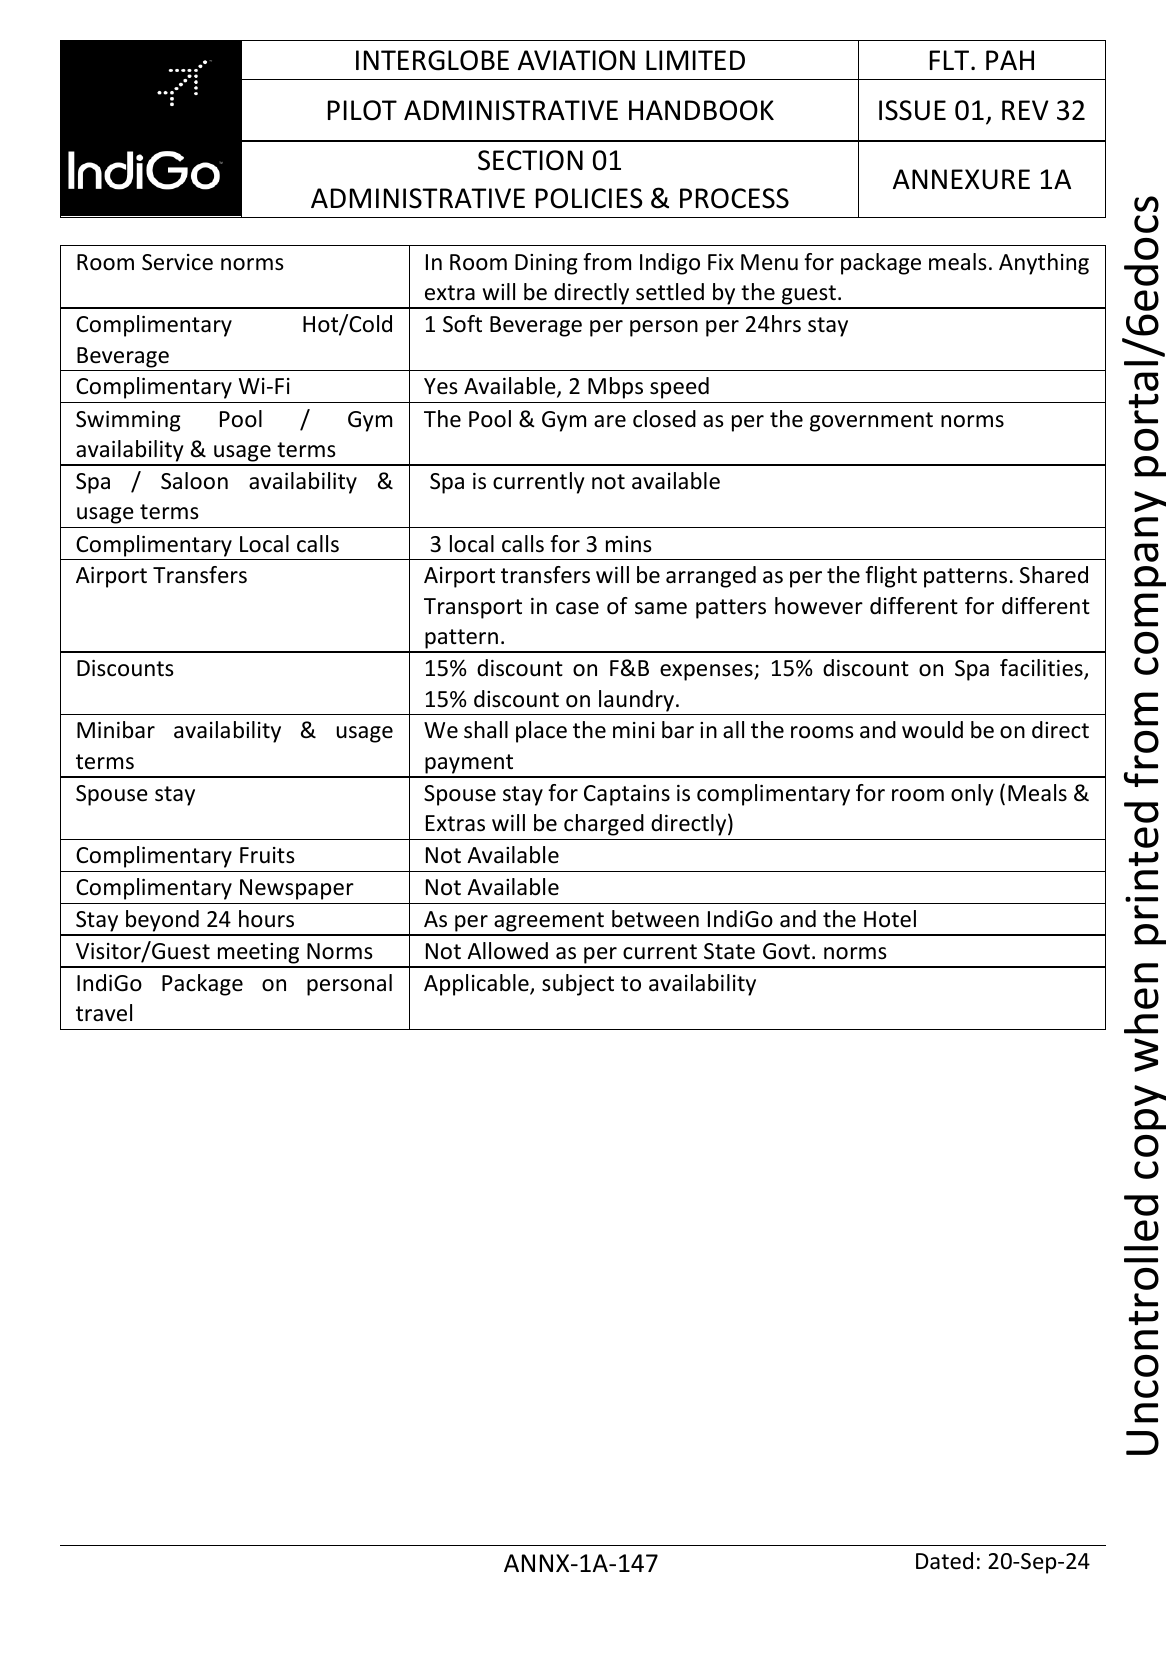 IndiGo
INTERGLOBE AVIATION LIMITED
FLT. PAH
PILOT ADMINISTRATIVE HANDBOOK
ISSUE 01, REV 32
SECTION 01
ADMINISTRATIVE POLICIES & PROCESS
ANNEXURE 1A
Room Service norms
In Room Dining from Indigo Fix Menu for package meals. Anything
extra will be directly settled by the guest.
Complimentary Hot/Cold
Beverage
1 Soft Beverage per person per 24hrs stay
Complimentary Wi-Fi
Yes Available, 2 Mbps speed
Swimming Pool / Gym
availability & usage terms
The Pool & Gym are closed as per the government norms
Spa / Saloon availability &
usage terms
Spa is currently not available
Complimentary Local calls
3 local calls for 3 mins
Airport Transfers
Airport transfers will be arranged as per the flight patterns. Shared
Transport in case of same patters however different for different
pattern.
Discounts
15% discount on F&B expenses; 15% discount on Spa facilities,
15% discount on laundry.
Minibar availability & usage
terms
We shall place the mini bar in all the rooms and would be on direct
payment
Spouse stay
Spouse stay for Captains is complimentary for room only (Meals &
Extras will be charged directly)
Complimentary Fruits
Not Available
Complimentary Newspaper
Not Available
Stay beyond 24 hours
As per agreement between IndiGo and the Hotel
Visitor/Guest meeting Norms
Not Allowed as per current State Govt. norms
IndiGo Package on personal
travel
Applicable, subject to availability
Uncontrolled copy when printed from company portal/6edocs
ANNX-1A-147
Dated: 20-Sep-24